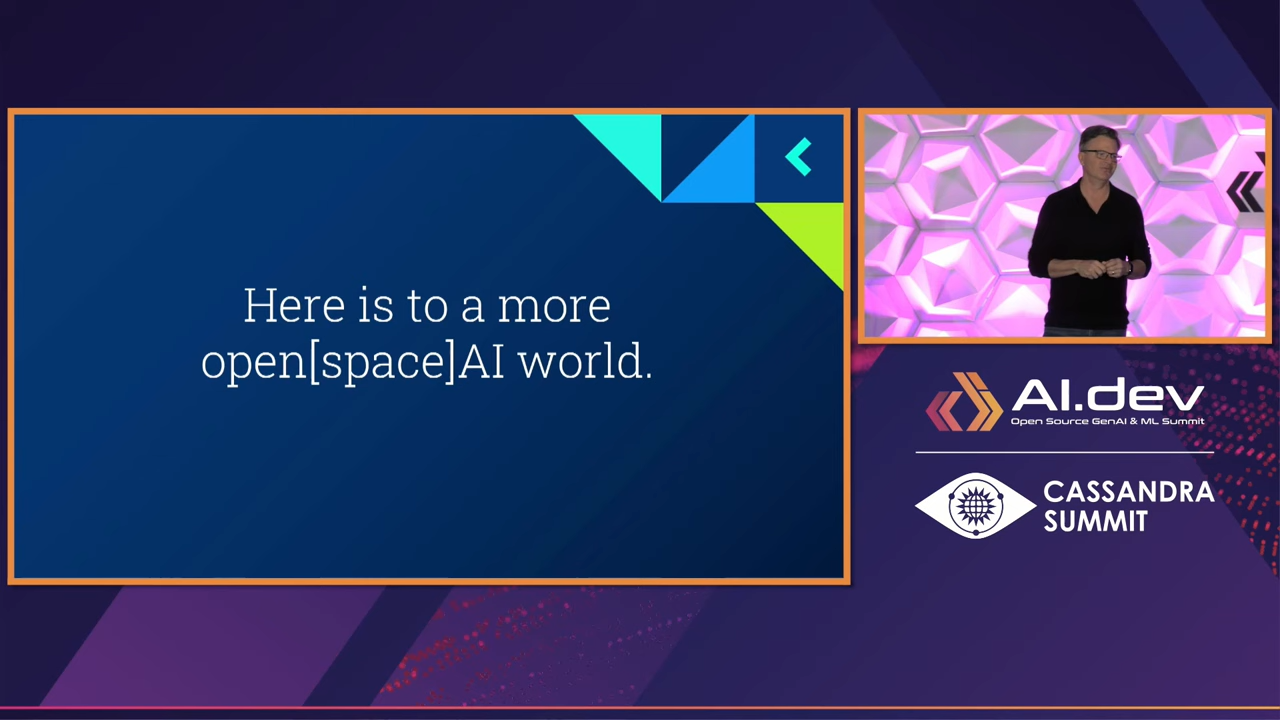 Here is to a more
open[space]AI world.
AI.dev
Open Source GenAI & ML Summit
CASSANDRA
SUMMIT